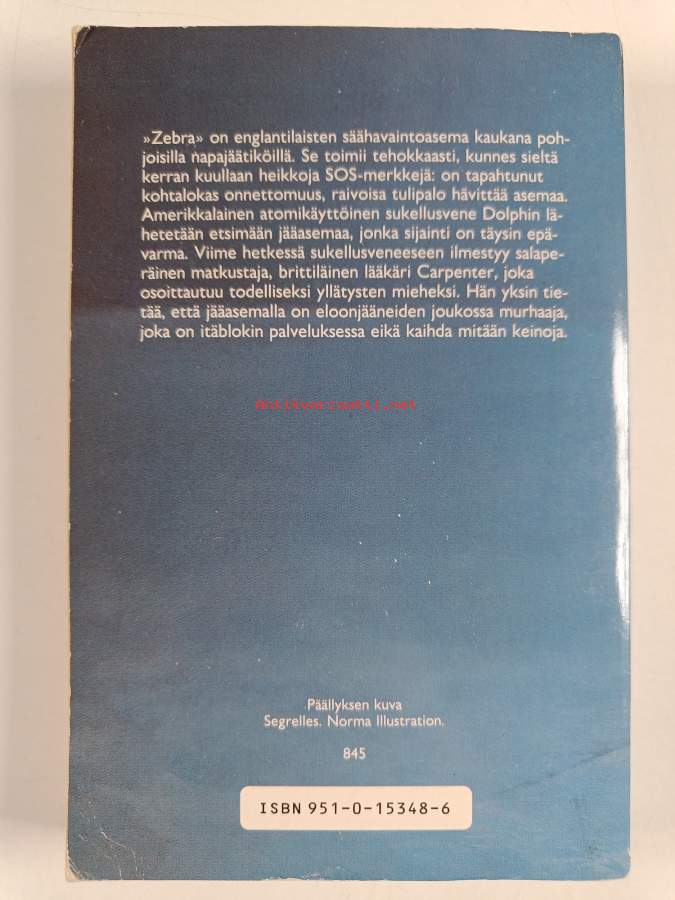 »Zebra» on englantilaisten säähavaintoasema kaukana poh-
joisilla napajäätiköillä. Se toimii tehokkaasti, kunnes sieltä
kerran kuullaan heikkoja SOS-merkkejä: on tapahtunut
kohtalokas onnettomuus, raivoisa tulipalo hävittää asemaa.
Amerikkalainen atomikäyttöinen sukellusvene Dolphin lä-
hetetään etsimään jääasemaa, jonka sijainti on täysin epä-
varma. Viime hetkessä sukellusveneeseen ilmestyy salape-
räinen matkustaja, brittiläinen lääkäri Carpenter, joka
osoittautuu todelliseksi yllätysten mieheksi. Hän yksin tie-
tää, että jääasemalla on eloonjääneiden joukossa murhaaja,
joka on itäblokin palveluksessa eikä kaihda mitään keinoja.
Antikvariaatti.net
Päällyksen kuva
Segrelles. Norma Illustration.
845
ISBN 951-0-15348-6